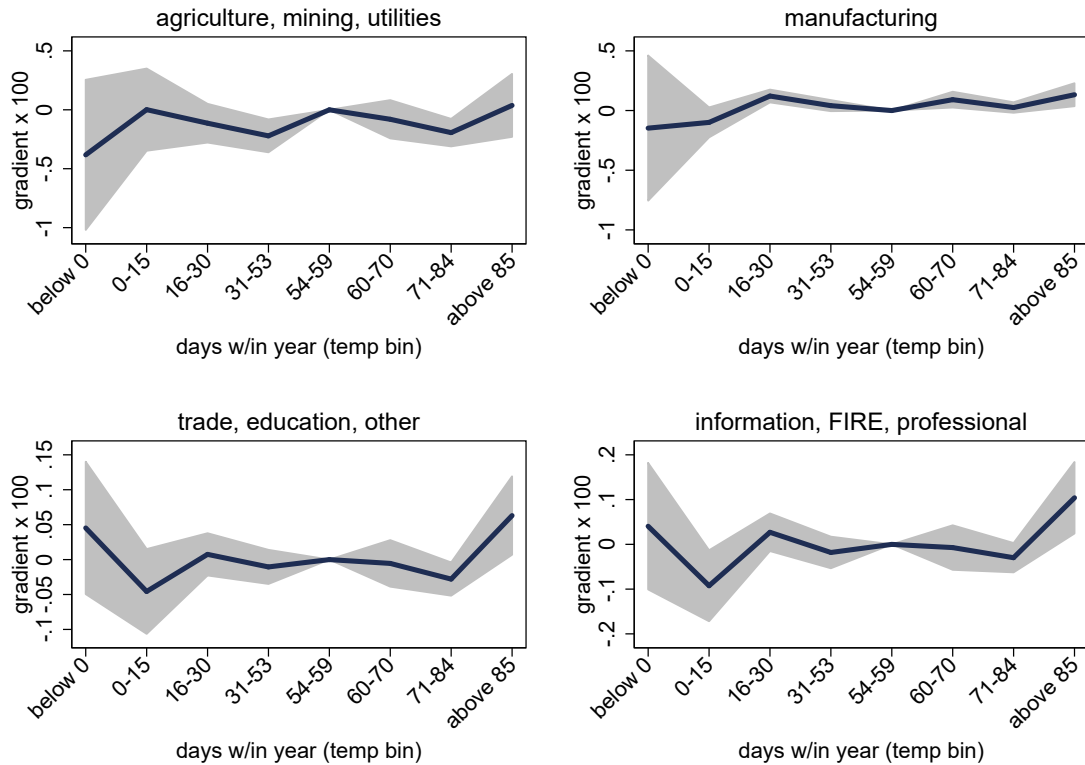 agriculture, mining, utilities
gradient x 100
.5
0
-.5
-1
below 0
0-15
16-30
31-53
54-59
60-70
71-84
above 85
days w/in year (temp bin)
manufacturing
gradient x 100
.5
0
-.5
-1
below 0
0-15
16-30
31-53
54-59
60-70
71-84
above 85
days w/in year (temp bin)
trade, education, other
gradient x 100
.15
.1
.05
0
-.05
-.1
below 0
0-15
16-30
31-53
54-59
60-70
71-84
above 85
days w/in year (temp bin)
information, FIRE, professional
gradient x 100
.2
.1
0
-.1
-.2
below 0
0-15
16-30
31-53
54-59
60-70
71-84
above 85
days w/in year (temp bin)